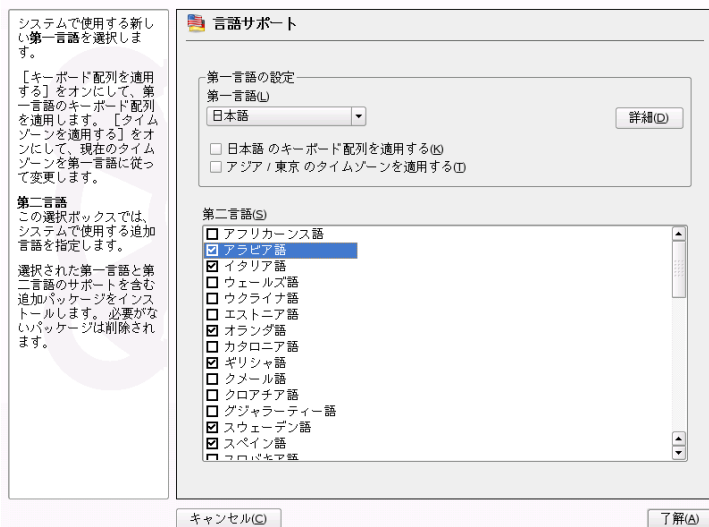 システムで使用する新し
い第一言語を選択しま
す。
［キーボード配列を適用
する］をオンにして、第
一言語のキーボード配列
を適用します。［タイム
ゾーンを適用する］をオ
ンにして、現在のタイム
ゾーンを第一言語に従っ
て変更します。
第二言語
この選択ボックスでは、
システムで使用する追加
言語を指定します。
選択された第一言語と第
二言語のサポートを含む
追加パッケージをインス
トールします。必要がな
いパッケージは削除され
ます。
言語サポート
第一言語の設定
第一言語(L)
日本語
詳細(D)
日本語 のキーボード配列を適用する(K)
アジア / 東京 のタイムゾーンを適用する(T)
第二言語(S)
アフリカーンス語
アラビア語
イタリア語
ウェールズ語
ウクライナ語
エストニア語
オランダ語
カタロニア語
ギリシャ語
クメール語
クロアチア語
グジャラーティー語
スウェーデン語
スペイン語
スロバキア語
キャンセル(C)
了解(A)